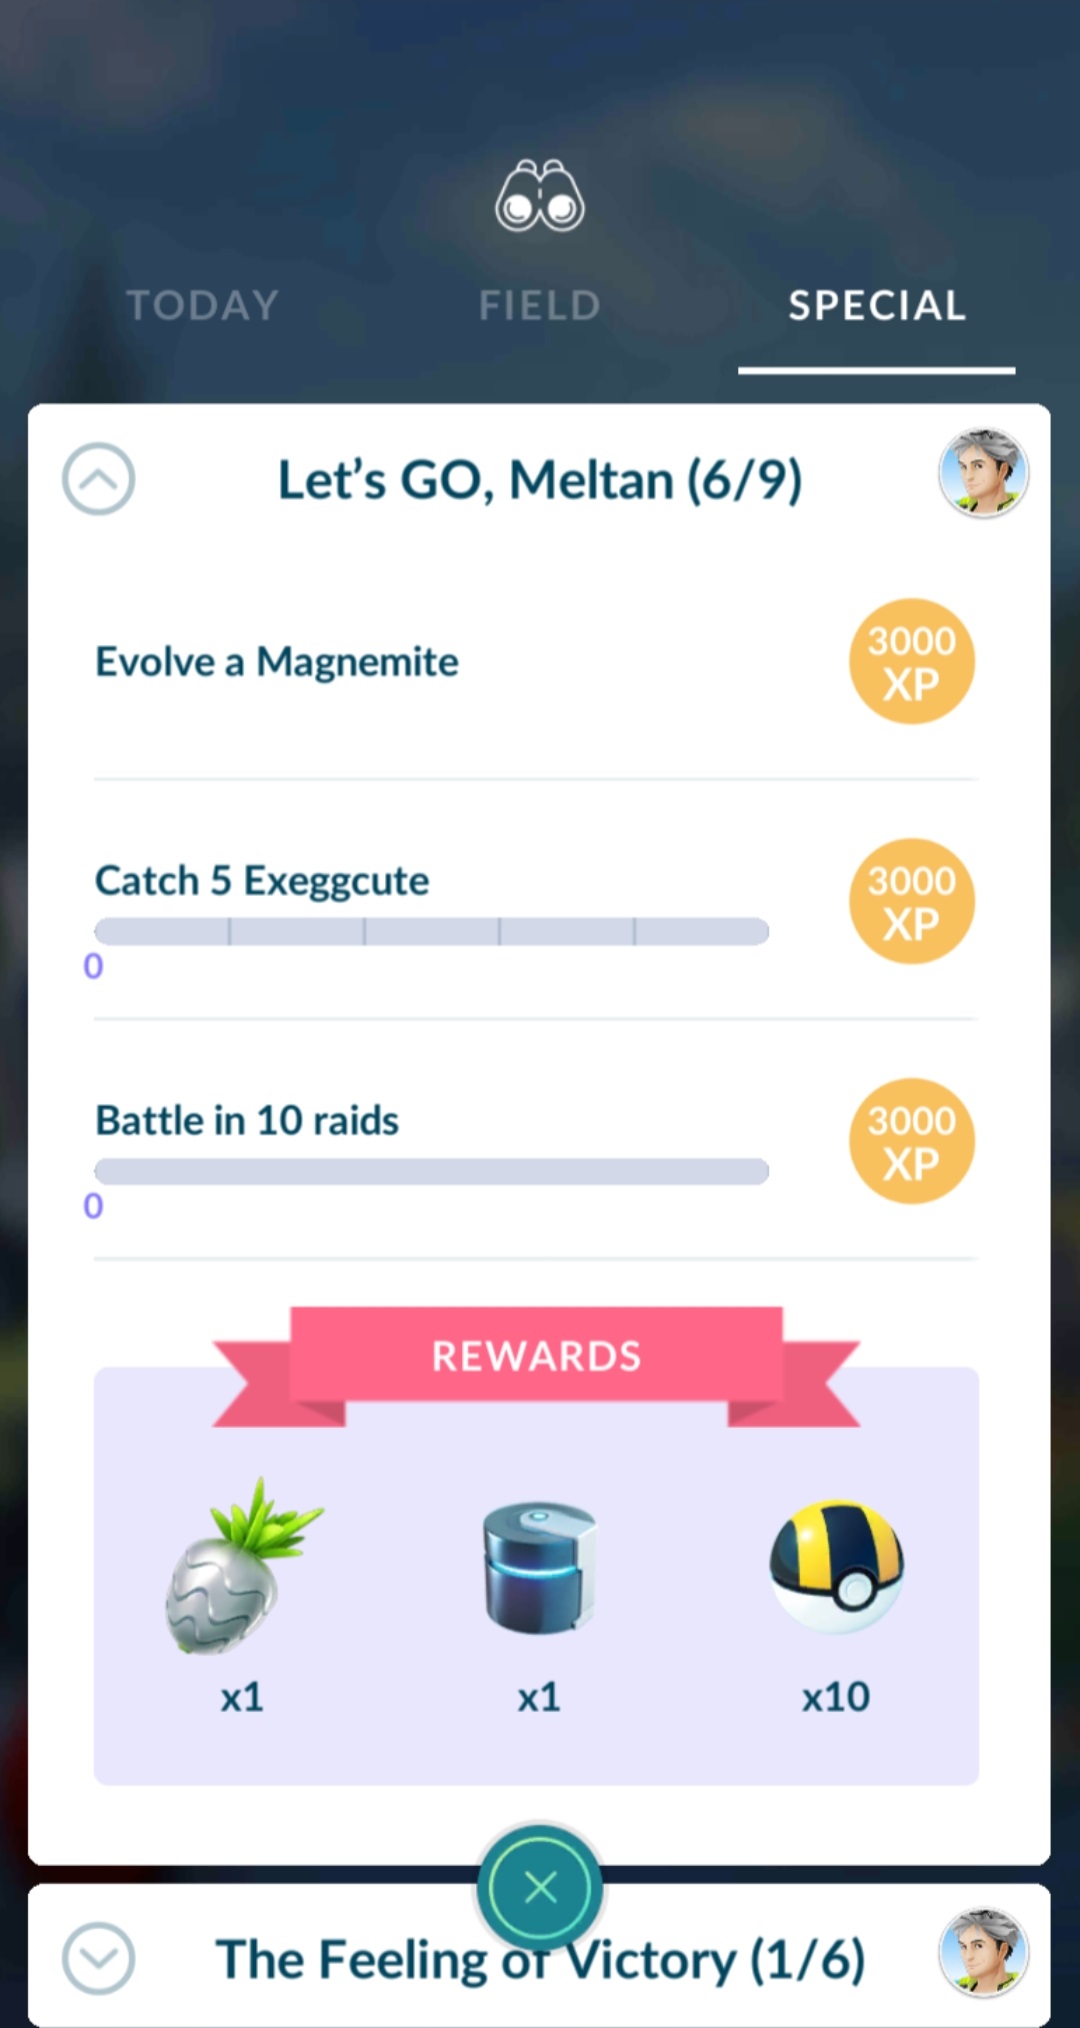 TODAY
FIELD
SPECIAL
Let's GO, Meltan (6/9)
Evolve a Magnemite
3000
XP
Catch 5 Exeggcute
0
3000
XP
Battle in 10 raids
0
3000
XP
REWARDS
x1
x1
x10
The Feeling of Victory (1/6)